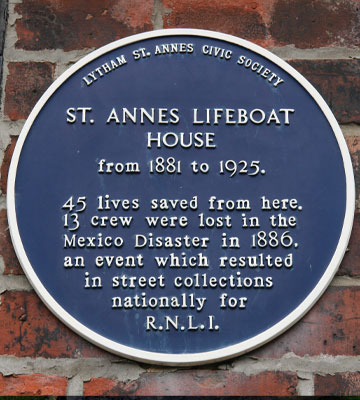 LYTHAM ST. ANNES CIVIC SOCIETY
ST. ANNES LIFEBOAT
HOUSE
from 1881 to 1925.
45 lives saved from here.
13 crew were lost in the
Mexico Disaster in 1886.
an event which resulted
in street collections
nationally for
R.N.L.I.